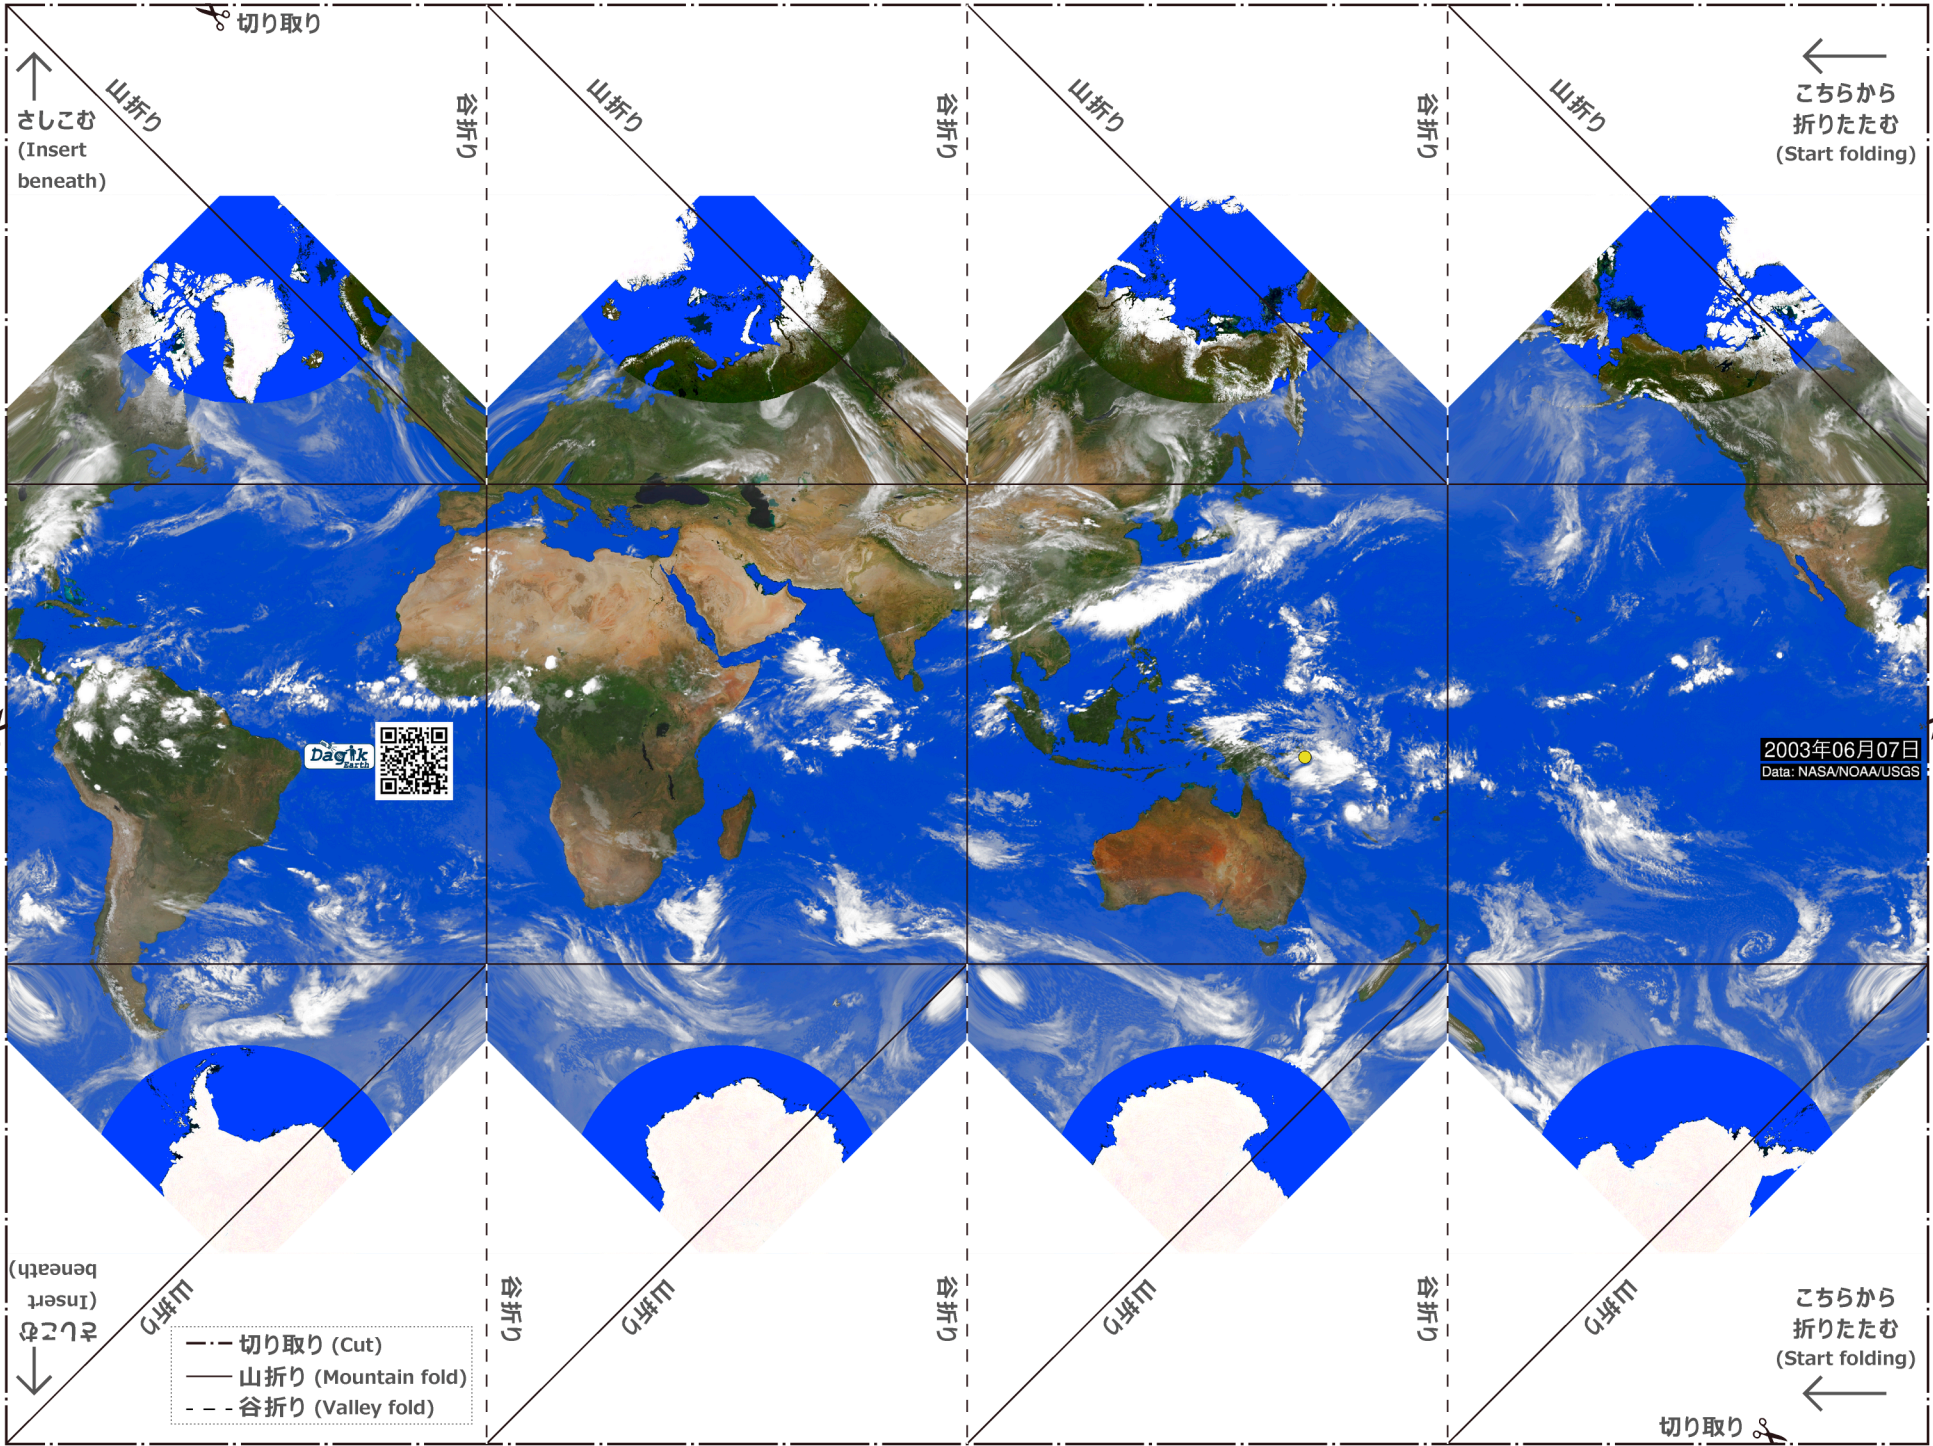 切り取り
さしこむ
(Insert
beneath)
山折り
谷折り
山折り
谷折り
山折り
谷折り
山折り
こちらから
折りたたむ
(Start folding)
Dagik
Earth
2003年06月07日
Data: NASA/NOAA/USGS
さしこむ
(Insert
beneath)
山折り
谷折り
山折り
谷折り
山折り
谷折り
山折り
こちらから
折りたたむ
(Start folding)
切り取り (Cut)
山折り (Mountain fold)
谷折り (Valley fold)
切り取り